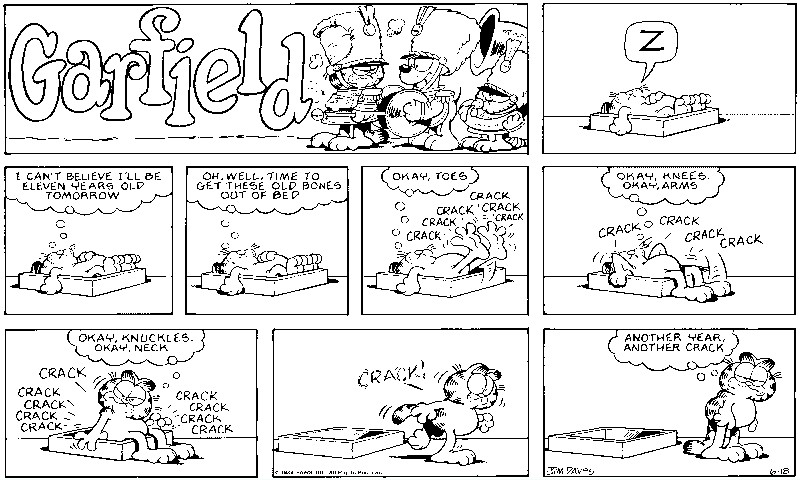 Garfield
Z
I CAN'T BELIEVE I'LL BE
ELEVEN YEARS OLD
TOMORROW
OH, WELL, TIME TO
GET THESE OLD BONES
OUT OF BED
OKAY, TOES
CRACK
CRACK CRACK
CRACK CRACK
CRACK
OKAY, KNEES.
OKAY, ARMS
CRACK CRACK
CRACK
CRACK
OKAY, KNUCKLES.
OKAY, NECK
CRACK
CRACK
CRACK
CRACK
CRACK
CRACK
CRACK
CRACK
CRACK
CRACK!
ANOTHER YEAR,
ANOTHER CRACK
JIM DAVIS
6-18